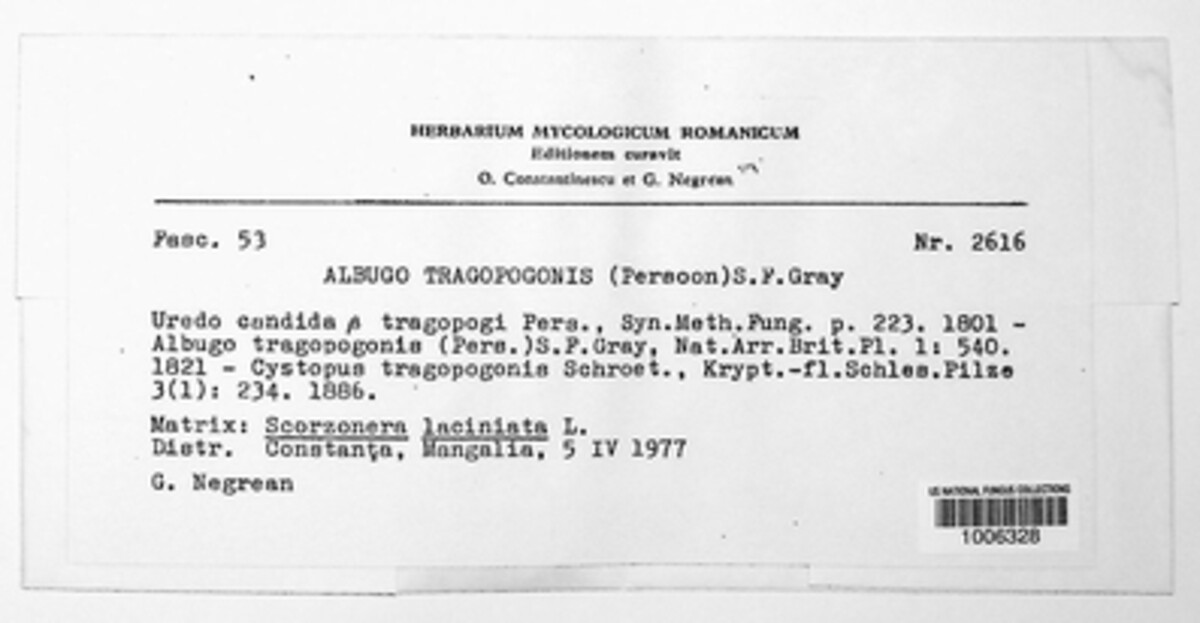 HERBARIUM MYCOLOGICUM ROMANICUM
Editionem curavit
O. Constantinescu et G. Negrean
Fasc. 53 Nr. 2616
ALBUGO TRAGOPOGONIS (Persoon)S.F.Gray
Uredo candida β tragopogi Pers., Syn.Meth.Fung. p. 223. 1801 -
Albugo tragopogonis (Pers.)S.F.Gray, Nat.Arr.Brit.Pl. 1: 540.
1821 - Cystopus tragopogonis Schroet., Krypt.-fl.Schles.Pilze
3(1): 234. 1886.
Matrix: Scorzonera laciniata L.
Distr. Constanţa, Mangalia, 5 IV 1977
G. Negrean
US NATIONAL FUNGUS COLLECTIONS
1006328